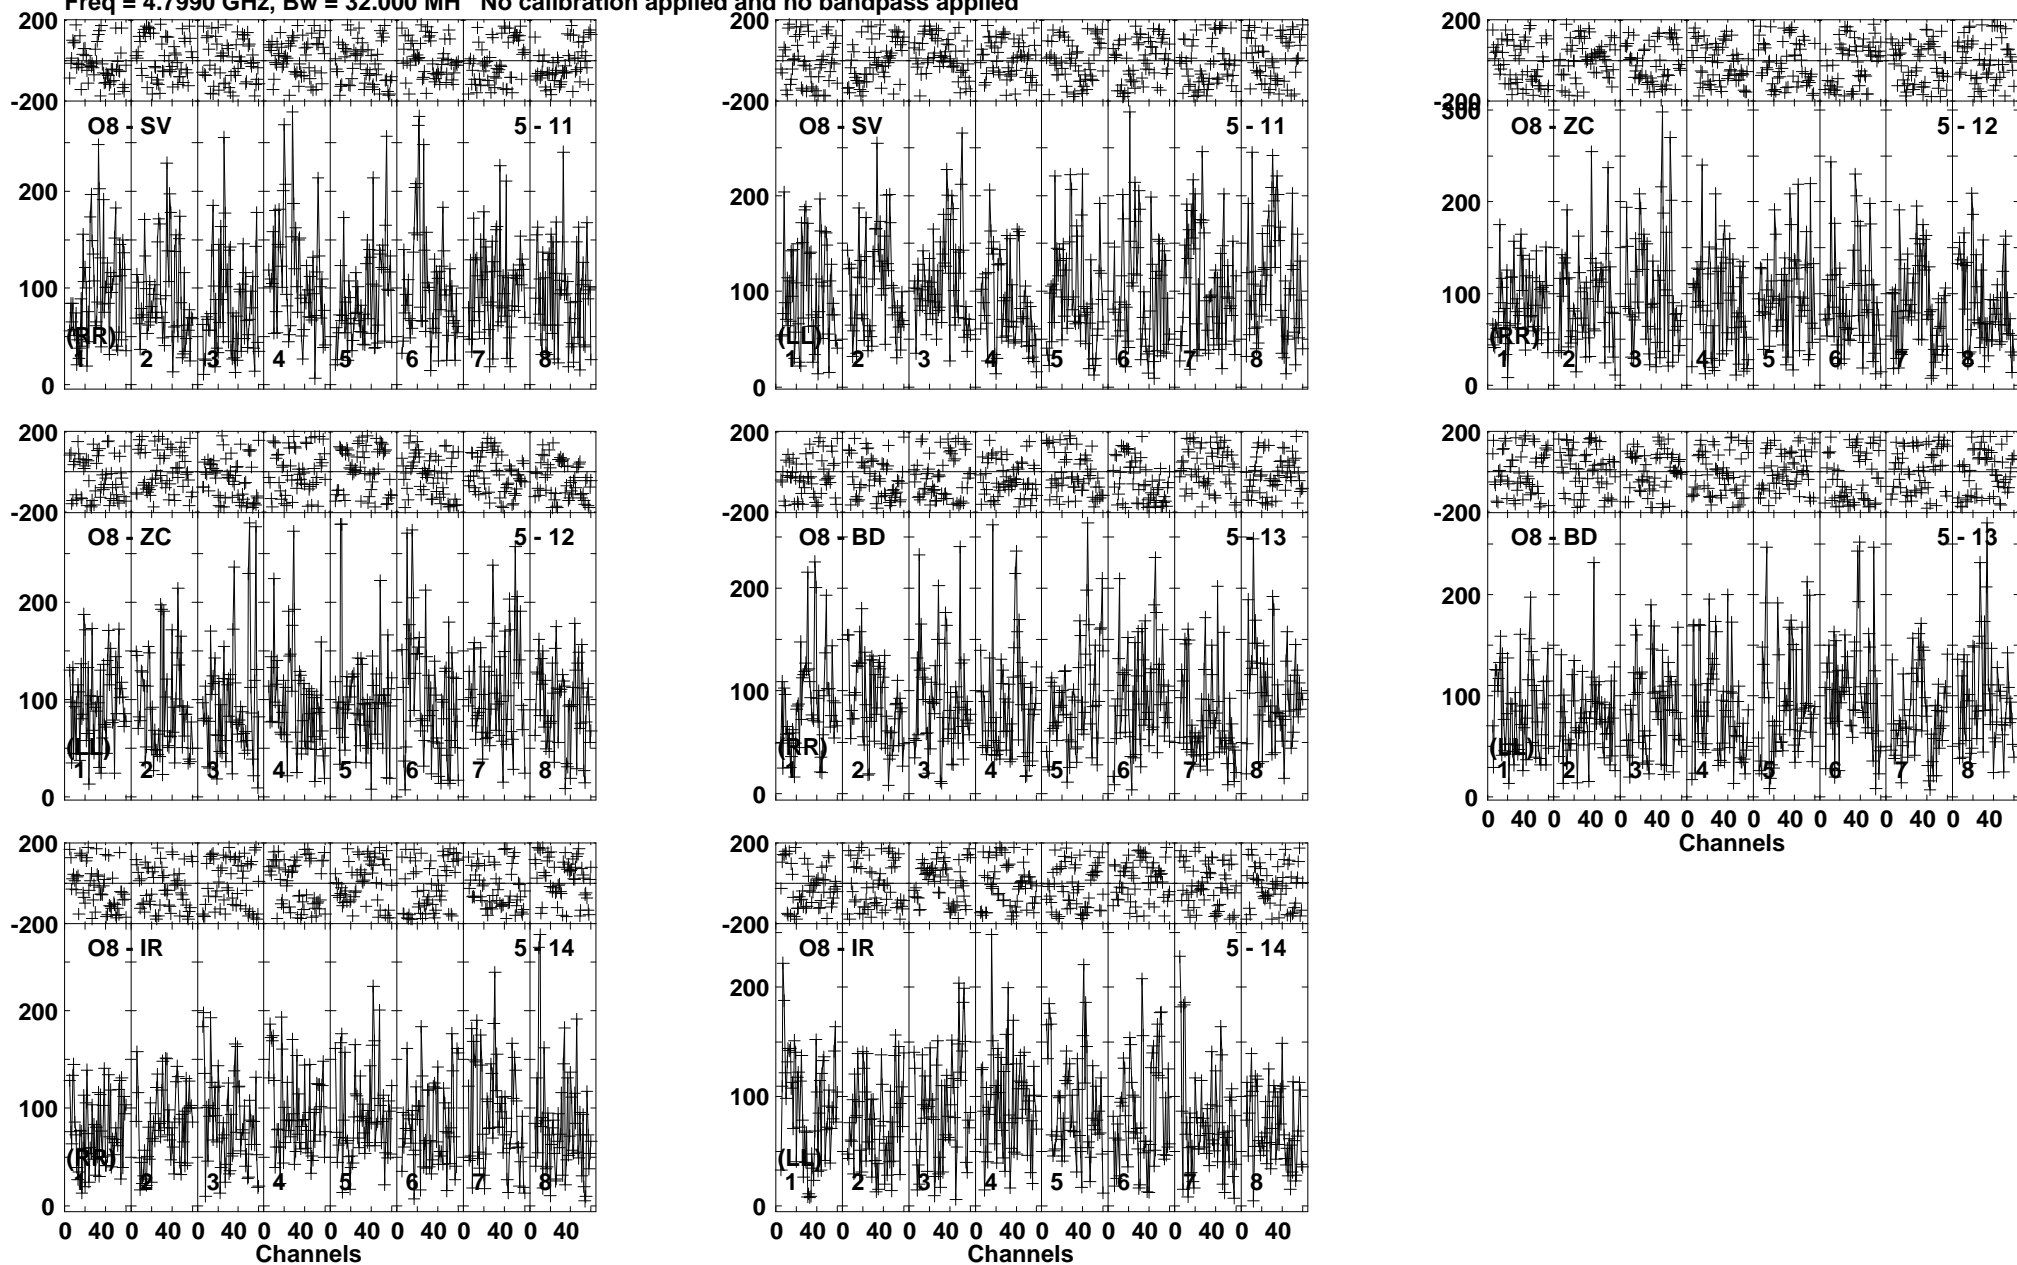 Freq = 4.7990 GHz, Bw = 32.000 MH No calibration applied and no bandpass applied
200 200 200
-200 -200 -200
300
O8 - SV 5 - 11 O8 - SV 5 - 11 O8 - ZC 5 - 12
200 200 200
100 100 100
(RR) (LL) (RR)
1 2 3 4 5 6 7 8 1 2 3 4 5 6 7 8 1 2 3 4 5 6 7 8
0 0 0
200 200 200
-200 -200 -200
O8 - ZC 5 - 12 O8 - BD 5 - 13 O8 - BD 5 - 13
200 200 200
100 100 100
(LL) (RR) (LL)
1 2 3 4 5 6 7 8 1 2 3 4 5 6 7 8 1 2 3 4 5 6 7 8
0 0 0
0 40 0 40 0 40 0 40 0 40 0 40 0 40 0 40
Channels
200 200
-200 -200
O8 - IR 5 - 14 O8 - IR 5 - 14
200 200
100 100
(RR) (LL)
1 2 3 4 5 6 7 8 1 2 3 4 5 6 7 8
0 0
0 40 0 40 0 40 0 40 0 40 0 40 0 40 0 40 0 40 0 40 0 40 0 40 0 40 0 40 0 40 0 40
Channels Channels